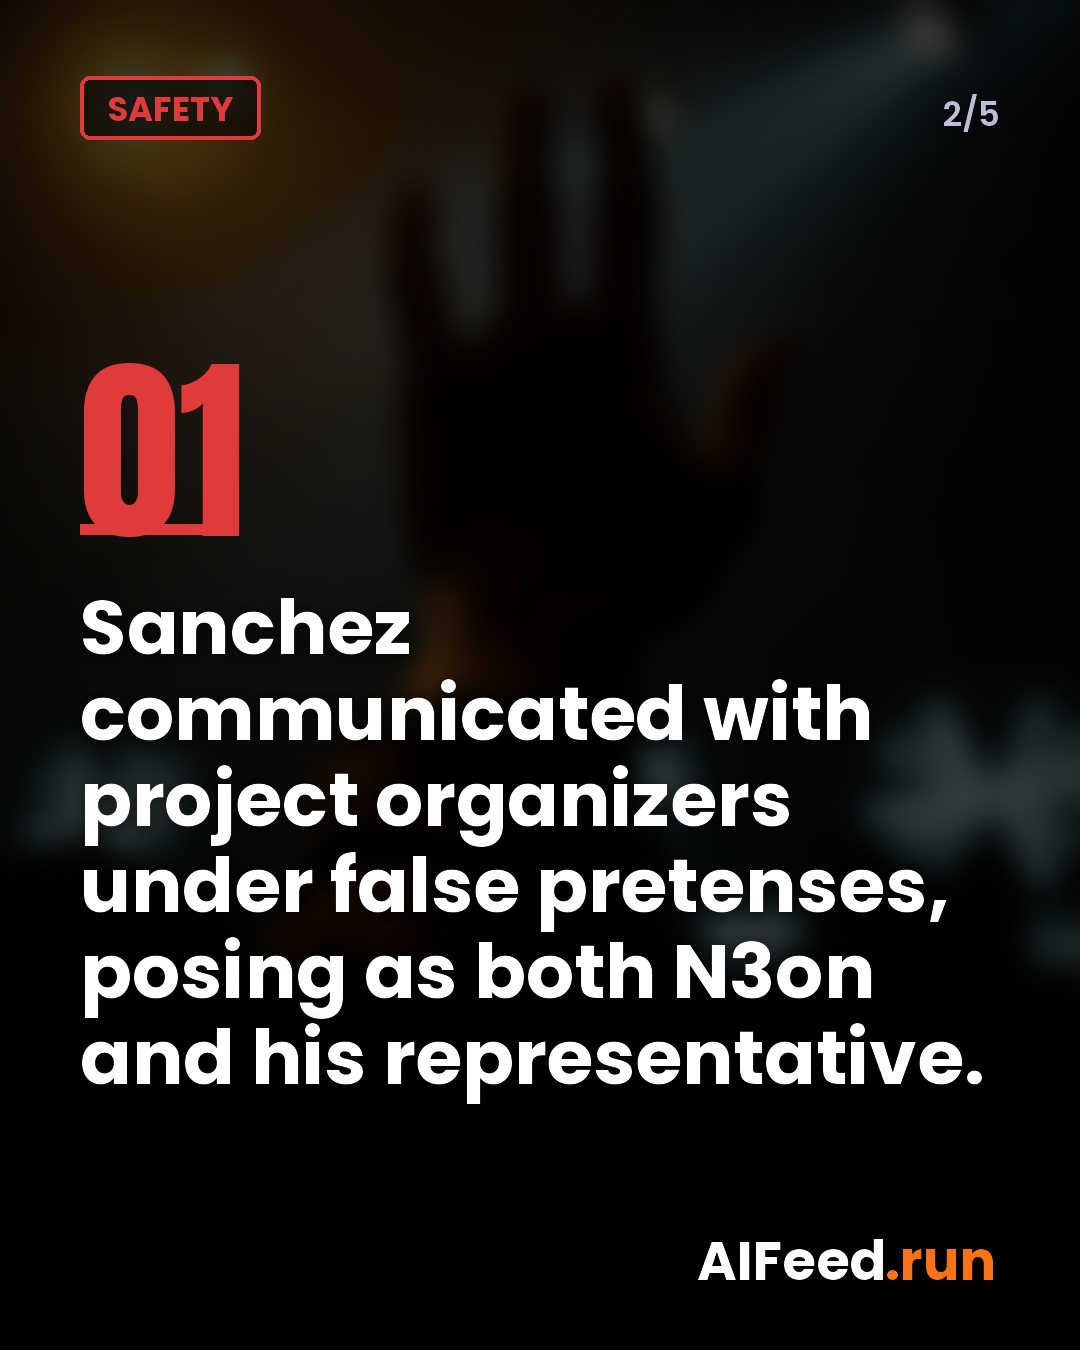 SAFETY
2/5
01
Sanchez
communicated with
project organizers
under false pretenses,
posing as both N3on
and his representative.
AIFeed.run